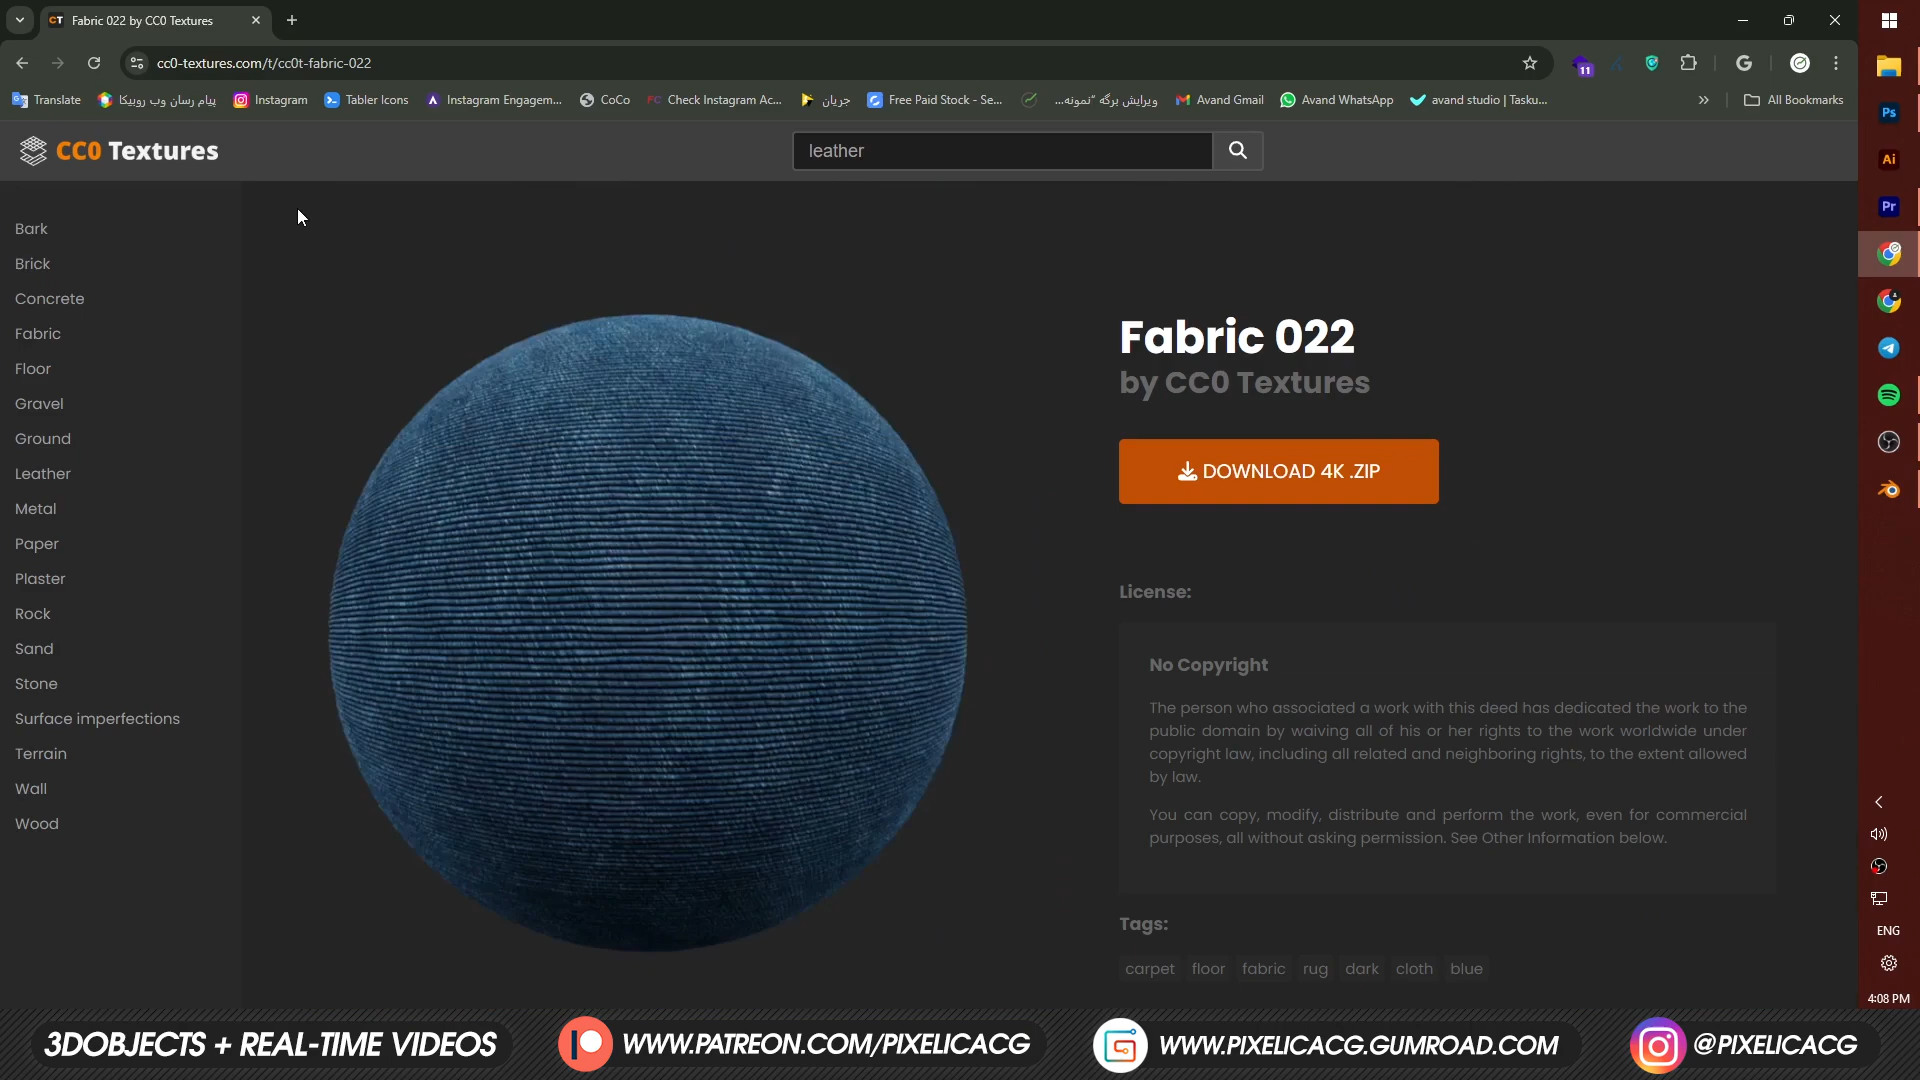 CT Fabric 022 by CC0 Textures
cc0-textures.com/t/cc0t-fabric-022
11
G
Translate
پیام رسان وب روبیکا
Instagram
Tabler Icons
Instagram Engagem...
CoCo
FC Check Instagram Ac...
جریان
Free Paid Stock - Se...
ویرایش برگه “نمونه...
Avand Gmail
Avand WhatsApp
avand studio | Tasku...
All Bookmarks
CC0 Textures
leather
Bark
Brick
Concrete
Fabric
Floor
Gravel
Ground
Leather
Metal
Paper
Plaster
Rock
Sand
Stone
Surface imperfections
Terrain
Wall
Wood
Fabric 022
by CC0 Textures
DOWNLOAD 4K .ZIP
License:
No Copyright
The person who associated a work with this deed has dedicated the work to the
public domain by waiving all of his or her rights to the work worldwide under
copyright law, including all related and neighboring rights, to the extent allowed
by law.
You can copy, modify, distribute and perform the work, even for commercial
purposes, all without asking permission. See Other Information below.
Tags:
carpet floor fabric rug dark cloth blue
Ps
Ai
Pr
ENG
4:08 PM
3DOBJECTS + REAL-TIME VIDEOS
WWW.PATREON.COM/PIXELICACG
WWW.PIXELICACG.GUMROAD.COM
@PIXELICACG